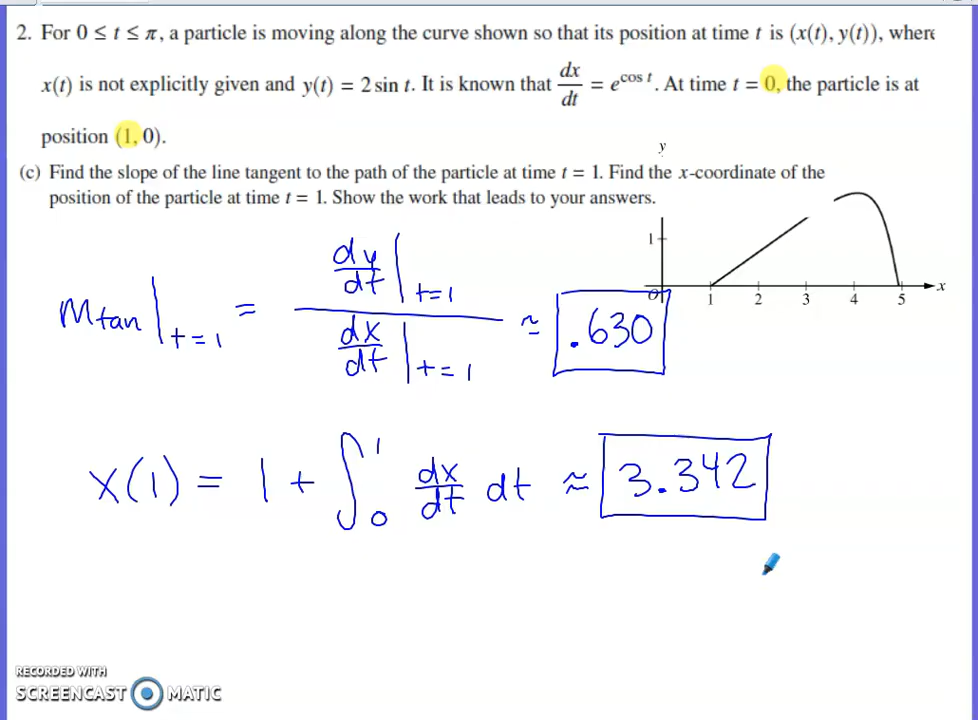 2. For 0 ≤ t ≤ π, a particle is moving along the curve shown so that its position at time t is (x(t), y(t)), where
x(t) is not explicitly given and y(t) = 2 sin t. It is known that dx/dt = e^(cos t). At time t = 0, the particle is at
position (1, 0).
(c) Find the slope of the line tangent to the path of the particle at time t = 1. Find the x-coordinate of the
position of the particle at time t = 1. Show the work that leads to your answers.
y
1
O 1 2 3 4 5 x
Mtan|t=1 = dy/dt|t=1 / dx/dt|t=1 ≈ .630
x(1) = 1 + ∫₀¹ dx/dt dt ≈ 3.342
RECORDED WITH
SCREENCAST MATIC